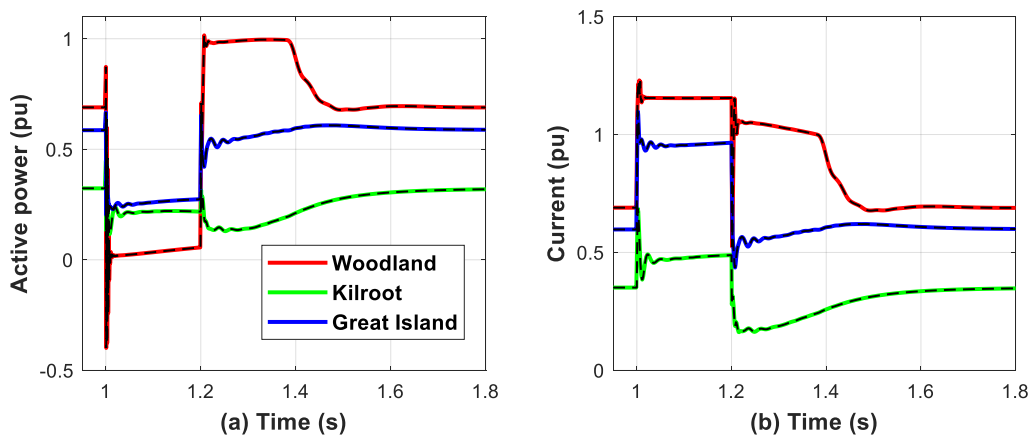 Active power (pu)
1
0.5
0
-0.5
1
1.2
1.4
1.6
1.8
Woodland
Kilroot
Great Island
(a) Time (s)
Current (pu)
1.5
1
0.5
0
1
1.2
1.4
1.6
1.8
(b) Time (s)